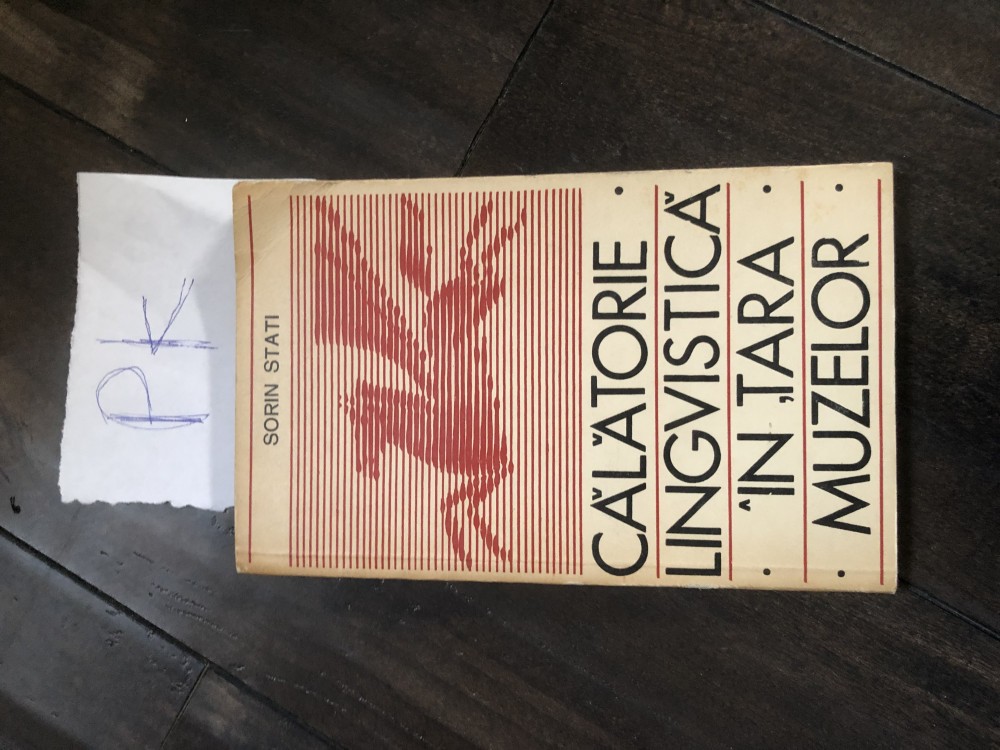 PK
SORIN STATI
CĂLĂTORIE
LINGVISTICĂ
ÎN ȚARA
MUZELOR